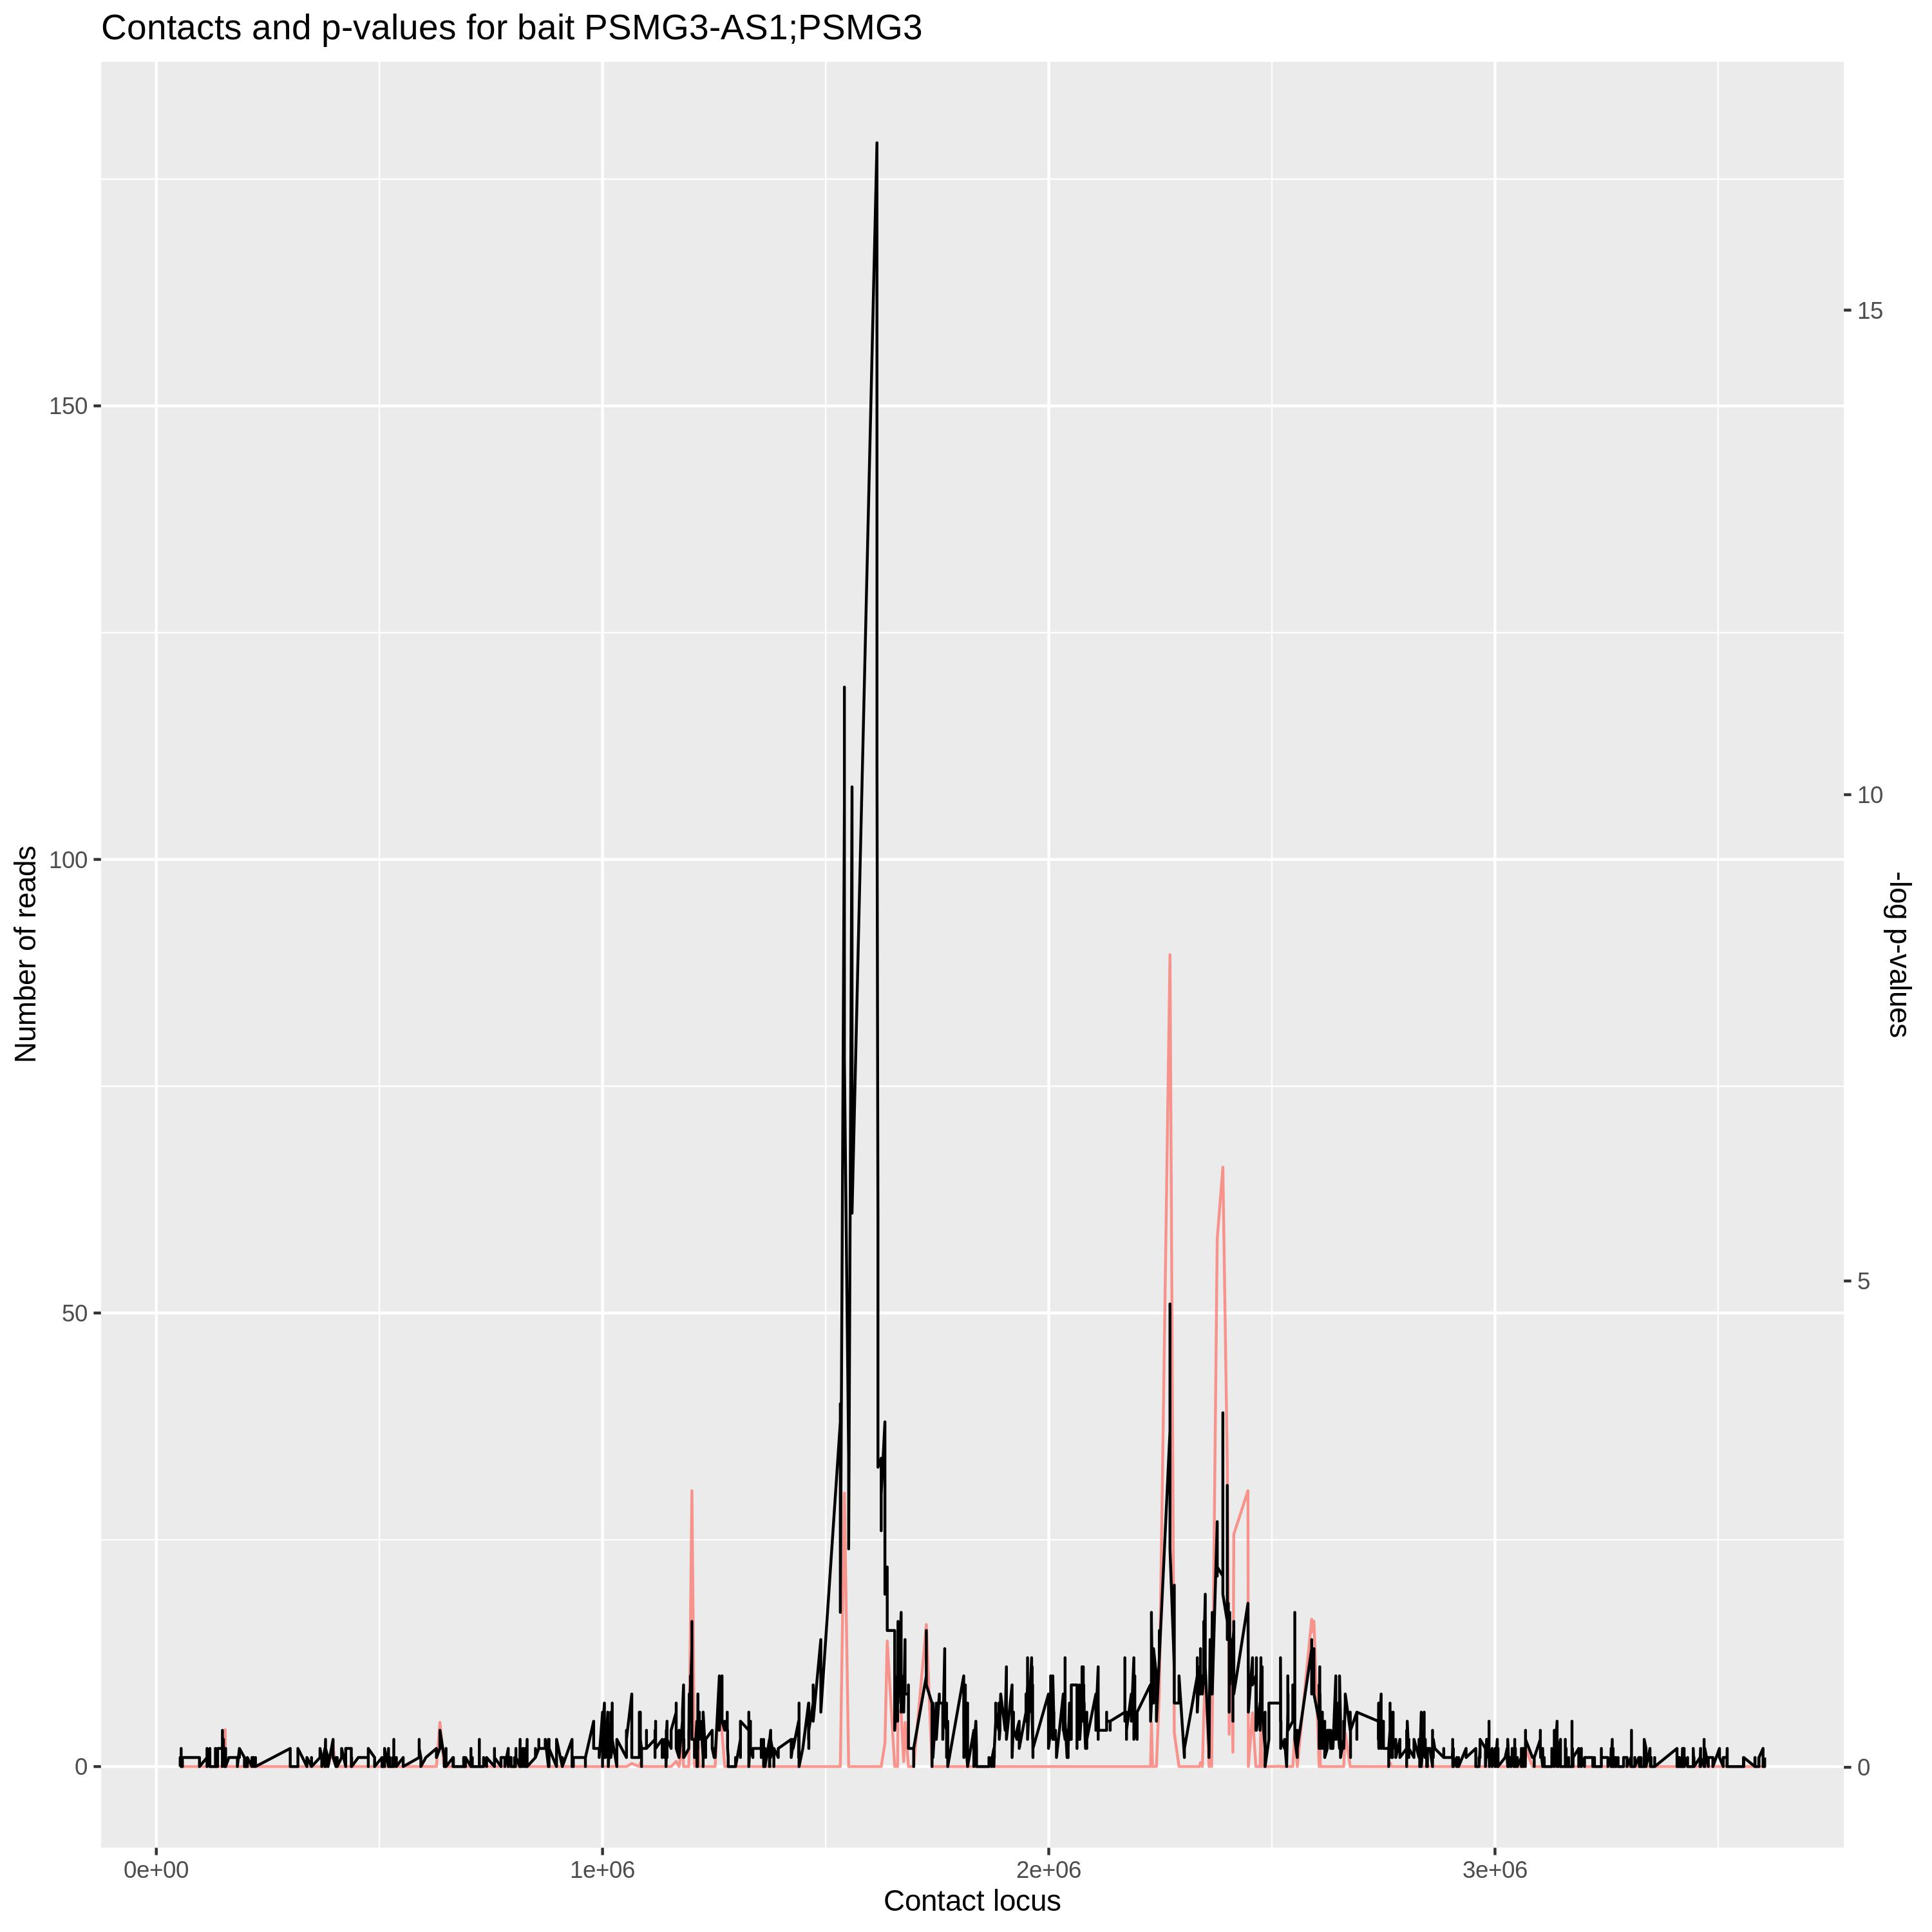 Contacts and p-values for bait PSMG3-AS1;PSMG3
150
100
50
0
Number of reads
15
10
5
0
-log p-values
0e+00
1e+06
2e+06
3e+06
Contact locus